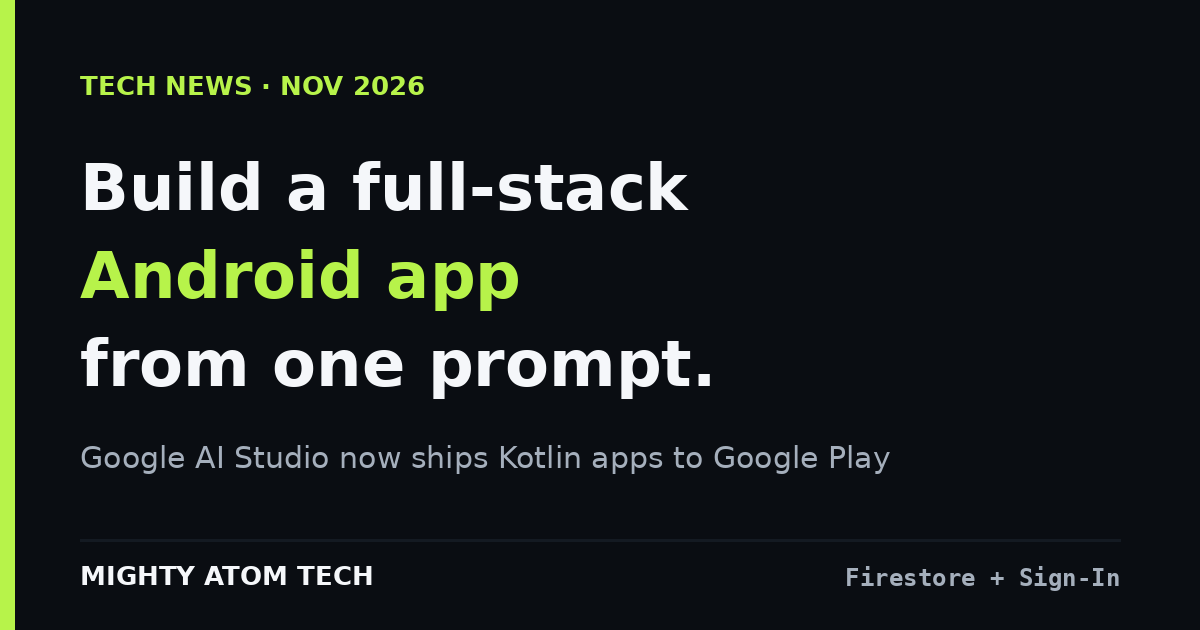 TECH NEWS · NOV 2026
Build a full-stack
Android app
from one prompt.
Google AI Studio now ships Kotlin apps to Google Play
MIGHTY ATOM TECH
Firestore + Sign-In